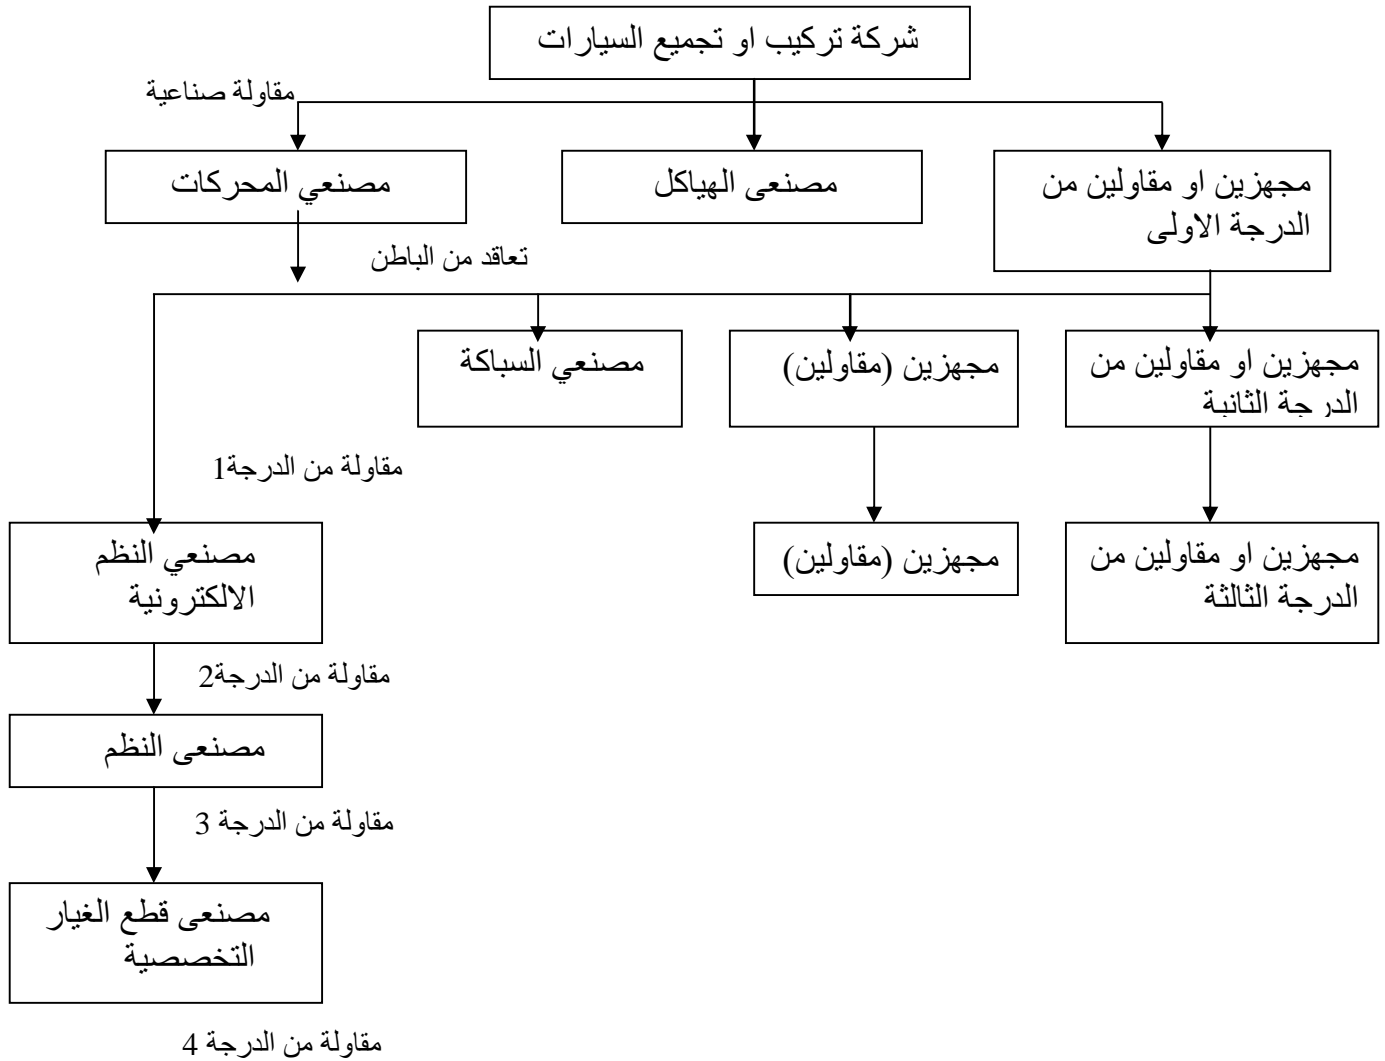 شركة تركيب او تجميع السيارات
مقاولة صناعية
مجهزين او مقاولين من
الدرجة الاولى
مصنعى الهياكل
مصنعي المحركات
تعاقد من الباطن
مجهزين او مقاولين من
الدرجة الثانية
مجهزين (مقاولين)
مصنعي السباكة
مقاولة من الدرجة1
مجهزين او مقاولين من
الدرجة الثالثة
مجهزين (مقاولين)
مصنعي النظم
الالكترونية
مقاولة من الدرجة2
مصنعى النظم
مقاولة من الدرجة 3
مصنعى قطع الغيار
التخصصية
مقاولة من الدرجة 4